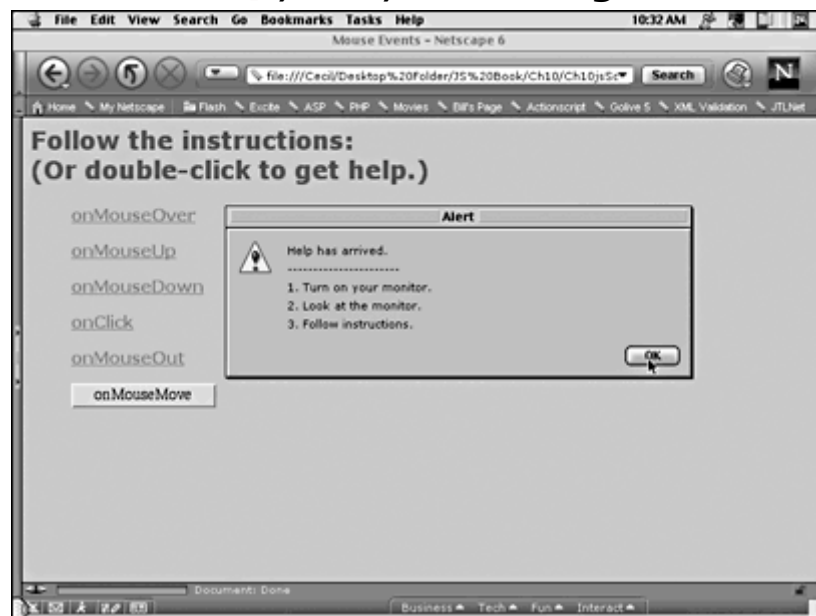 File Edit View Search Go Bookmarks Tasks Help 10:32 AM
Mouse Events – Netscape 6
file:///Cecil/Desktop%20Folder/JS%20Book/Ch10/Ch10jsSc
Search
N
Home My Netscape Flash Excite ASP PHP Movies Bill's Page Actionscript Golive 5 XML Validation JTLNet
Follow the instructions:
(Or double-click to get help.)
onMouseOver
onMouseUp
onMouseDown
onClick
onMouseOut
onMouseMove
Alert
Help has arrived.
-----------------------
1. Turn on your monitor.
2. Look at the monitor.
3. Follow instructions.
OK
Document: Done
Business Tech Fun Interact